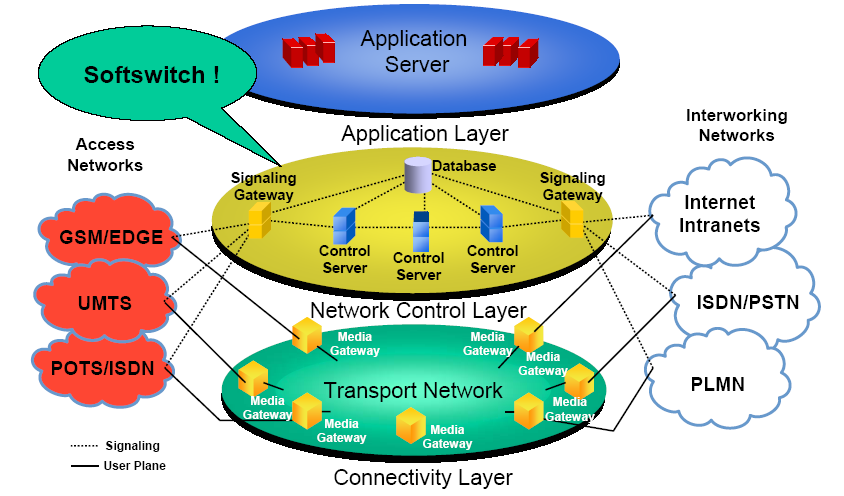 Application
Server
Softswitch !
Application Layer
Access
Networks
Interworking
Networks
Database
Signaling
Gateway
Signaling
Gateway
GSM/EDGE
UMTS
POTS/ISDN
Control
Server
Control
Server
Control
Server
Internet
Intranets
ISDN/PSTN
PLMN
Network Control Layer
Media
Gateway
Media
Gateway
Media
Gateway
Media
Gateway
Transport Network
Media
Gateway
Media
Gateway
Media
Gateway
Connectivity Layer
Signaling
User Plane